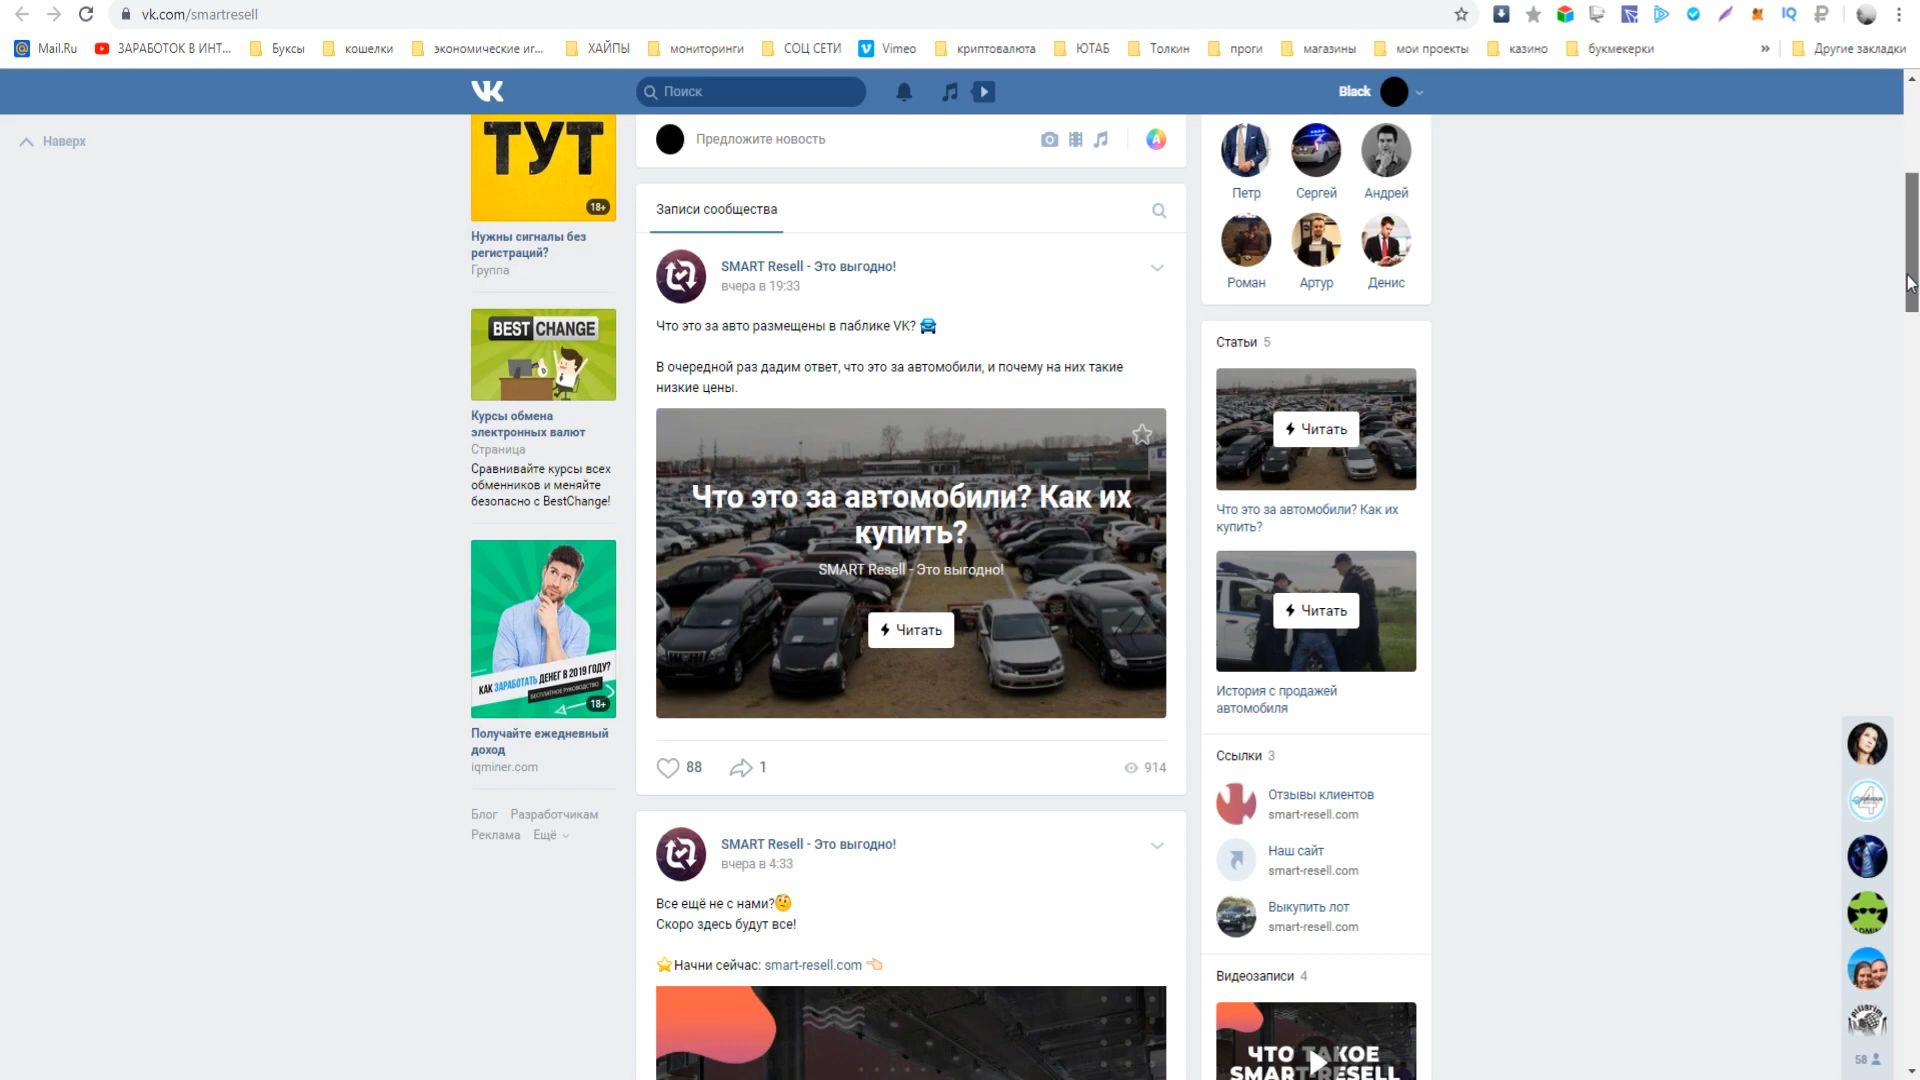 vk.com/smartresell
Mail.Ru
ЗАРАБОТОК В ИНТ...
Буксы
кошелки
экономические иг...
ХАЙПЫ
мониторинги
СОЦ СЕТИ
Vimeo
криптовалюта
ЮТАБ
Толкин
проги
магазины
мои проекты
казино
букмекерки
»
Другие закладки
Поиск
Black
Наверх
ТУТ
18+
Нужны сигналы без
регистраций?
Группа
BEST CHANGE
Курсы обмена
электронных валют
Страница
Сравнивайте курсы всех
обменников и меняйте
безопасно с BestChange!
КАК ЗАРАБОТАТЬ ДЕНЕГ В 2019 ГОДУ?
БЕСПЛАТНОЕ РУКОВОДСТВО
18+
Получайте ежедневный
доход
iqminer.com
Блог Разработчикам
Реклама Ещё
Предложите новость
Записи сообщества
SMART Resell - Это выгодно!
вчера в 19:33
Что это за авто размещены в паблике VK? 🚘
В очередной раз дадим ответ, что это за автомобили, и почему на них такие
низкие цены.
Что это за автомобили? Как их
купить?
SMART Resell - Это выгодно!
Читать
88
1
914
SMART Resell - Это выгодно!
вчера в 4:33
Все ещё не с нами?🤨
Скоро здесь будут все!
⭐Начни сейчас: smart-resell.com 👈🏻
Петр
Сергей
Андрей
Роман
Артур
Денис
Статьи 5
Читать
Что это за автомобили? Как их
купить?
Читать
История с продажей
автомобиля
Ссылки 3
Отзывы клиентов
smart-resell.com
Наш сайт
smart-resell.com
Выкупить лот
smart-resell.com
Видеозаписи 4
ЧТО ТАКОЕ
SMART RESELL
58